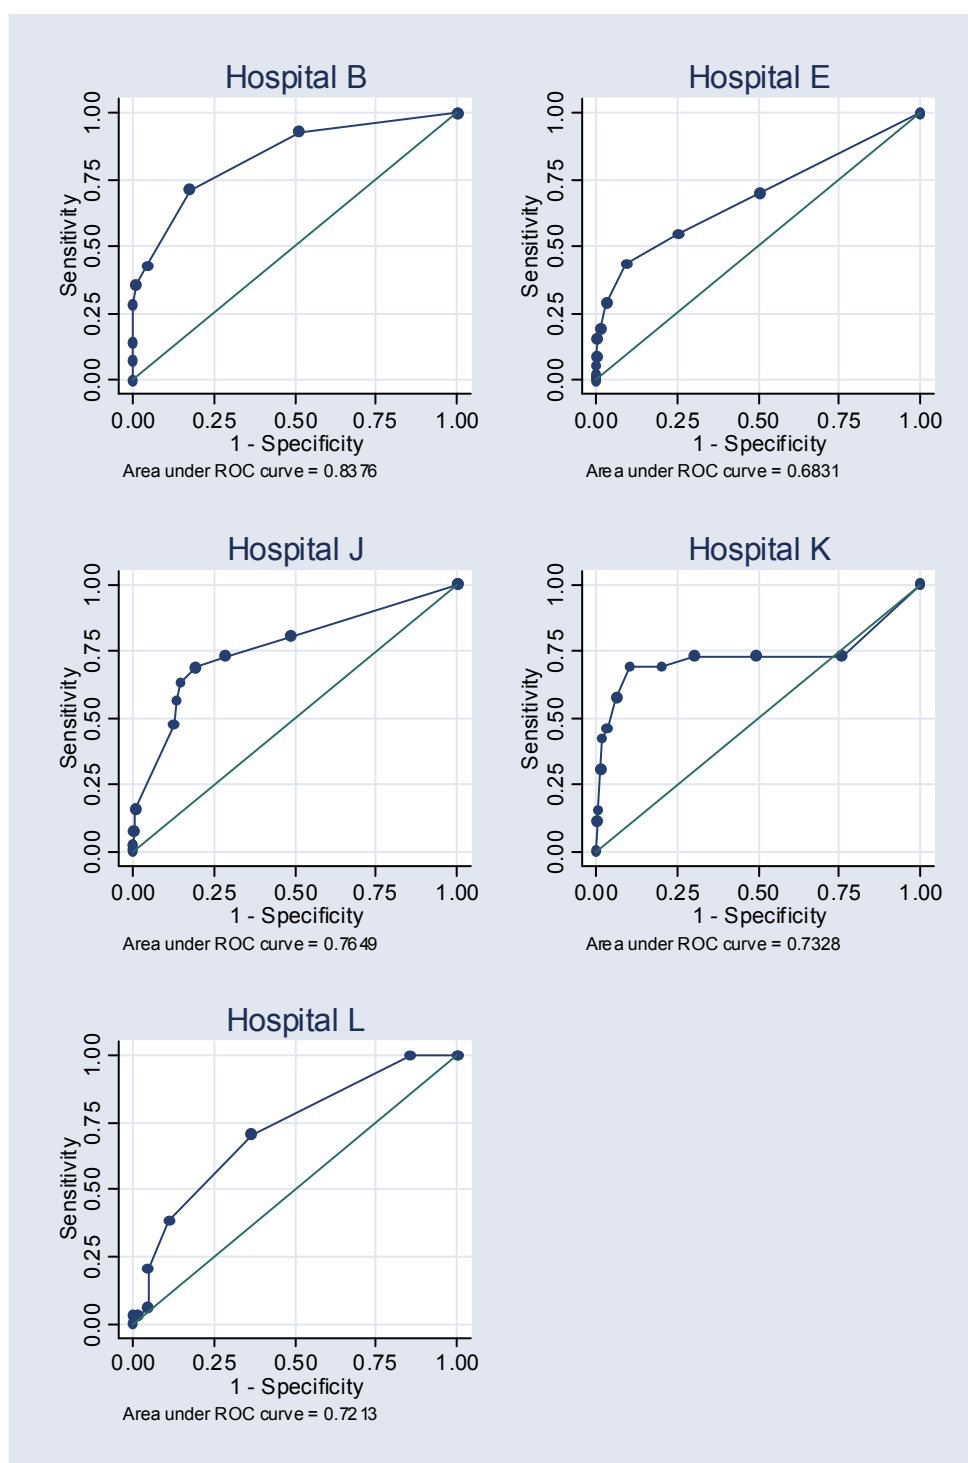 Hospital B
Sensitivity
1.00
0.75
0.50
0.25
0.00
0.00 0.25 0.50 0.75 1.00
1 - Specificity
Area under ROC curve = 0.8376
Hospital E
Sensitivity
1.00
0.75
0.50
0.25
0.00
0.00 0.25 0.50 0.75 1.00
1 - Specificity
Area under ROC curve = 0.6831
Hospital J
Sensitivity
1.00
0.75
0.50
0.25
0.00
0.00 0.25 0.50 0.75 1.00
1 - Specificity
Area under ROC curve = 0.7649
Hospital K
Sensitivity
1.00
0.75
0.50
0.25
0.00
0.00 0.25 0.50 0.75 1.00
1 - Specificity
Area under ROC curve = 0.7328
Hospital L
Sensitivity
1.00
0.75
0.50
0.25
0.00
0.00 0.25 0.50 0.75 1.00
1 - Specificity
Area under ROC curve = 0.7213